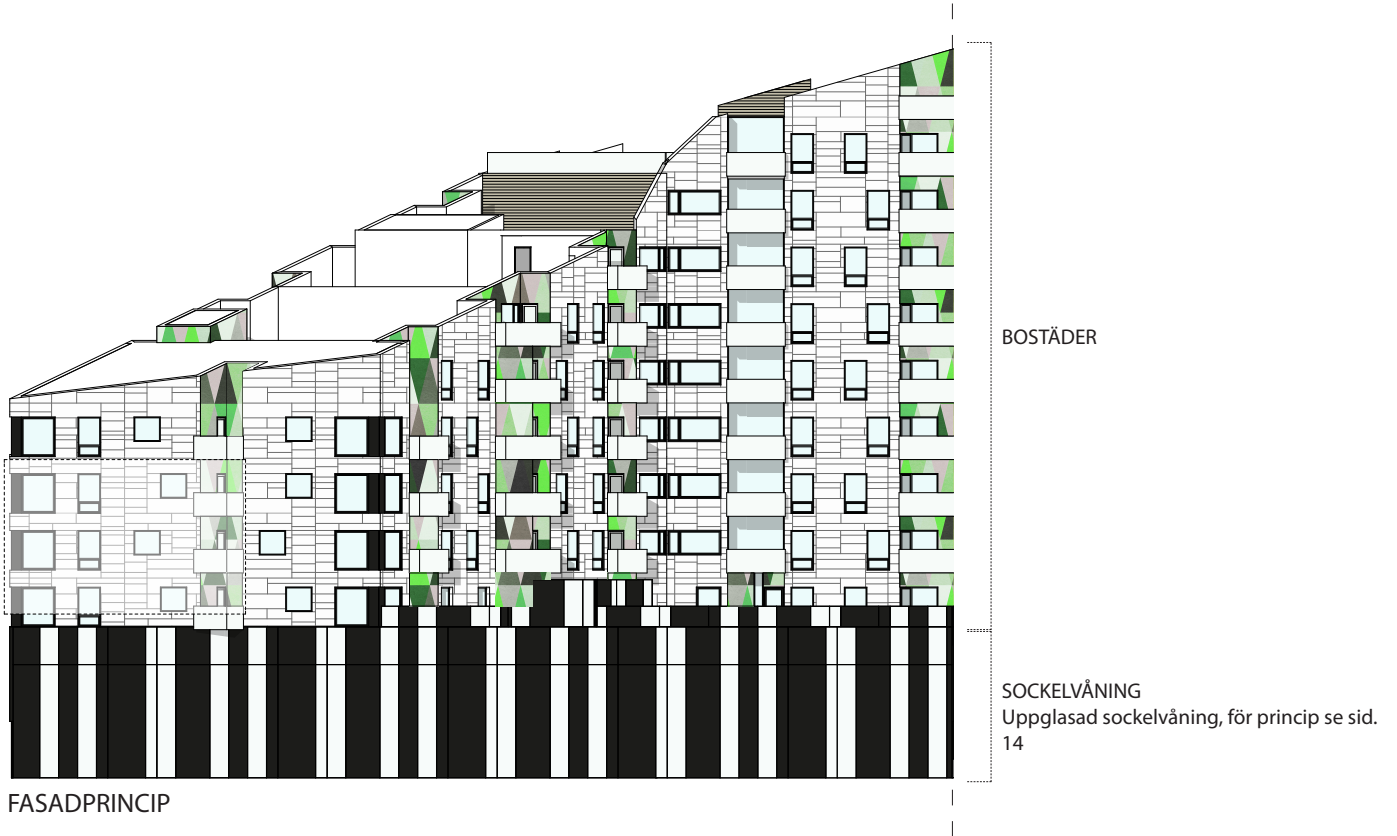 BOSTÄDER
SOCKELVÅNING
Uppglasad sockelvåning, för princip se sid.
14
FASADPRINCIP